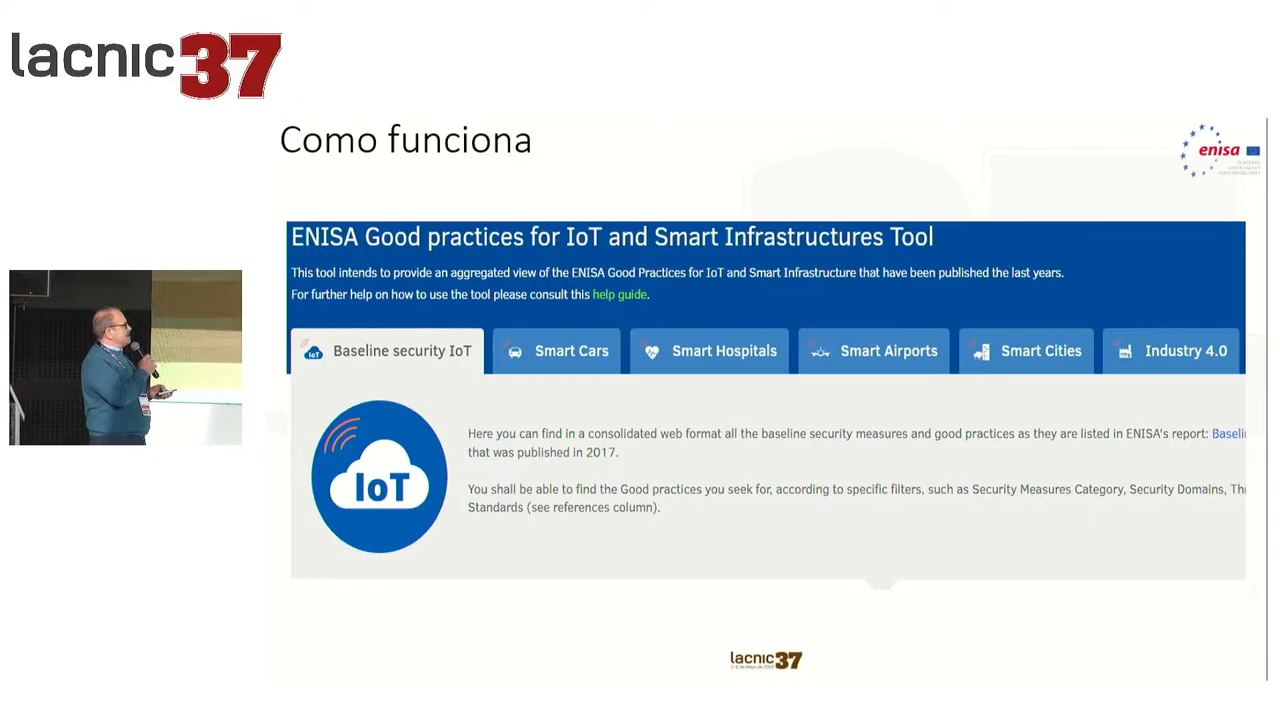 lacnic37
Como funciona
enisa
ENISA Good practices for IoT and Smart Infrastructures Tool
This tool intends to provide an aggregated view of the ENISA Good Practices for IoT and Smart Infrastructure that have been published the last years.
For further help on how to use the tool please consult this help guide.
IoT Baseline security IoT
Smart Cars
Smart Hospitals
Smart Airports
Smart Cities
Industry 4.0
IoT
Here you can find in a consolidated web format all the baseline security measures and good practices as they are listed in ENISA's report: Baseli
that was published in 2017.
You shall be able to find the Good practices you seek for, according to specific filters, such as Security Measures Category, Security Domains, Thr
Standards (see references column).
lacnic37